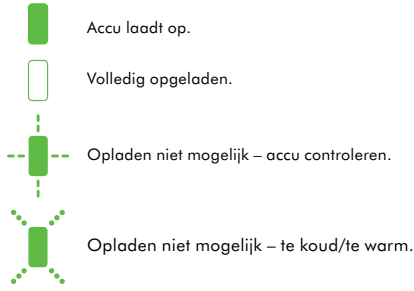 Accu laadt op.
Volledig opgeladen.
Opladen niet mogelijk – accu controleren.
Opladen niet mogelijk – te koud/te warm.